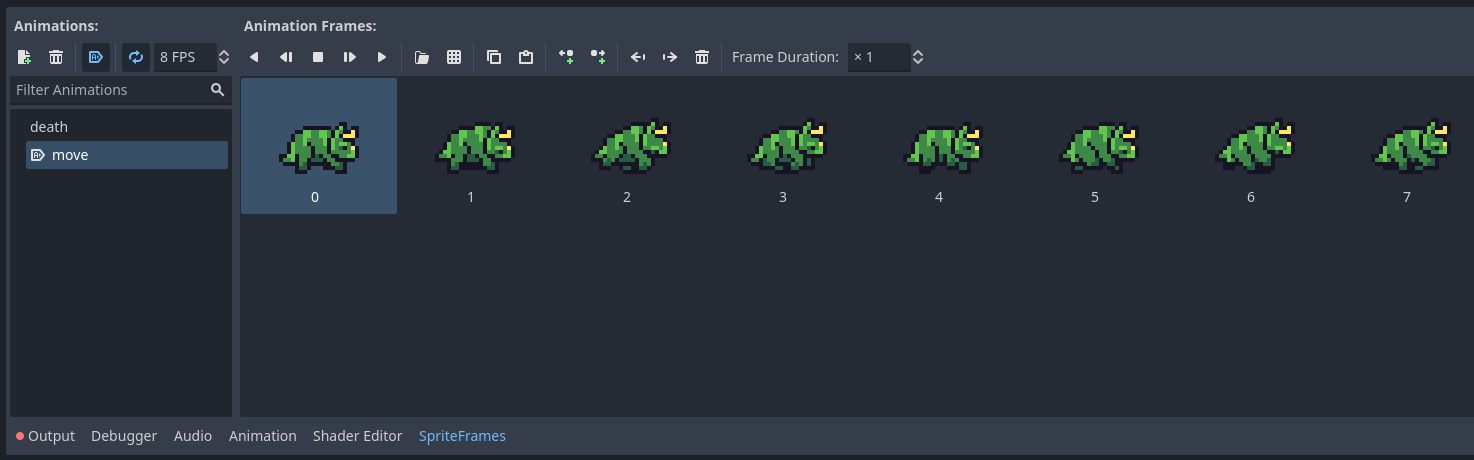 Animations:
Animation Frames:
8 FPS
Frame Duration:
× 1
Filter Animations
death
move
0
1
2
3
4
5
6
7
Output
Debugger
Audio
Animation
Shader Editor
SpriteFrames